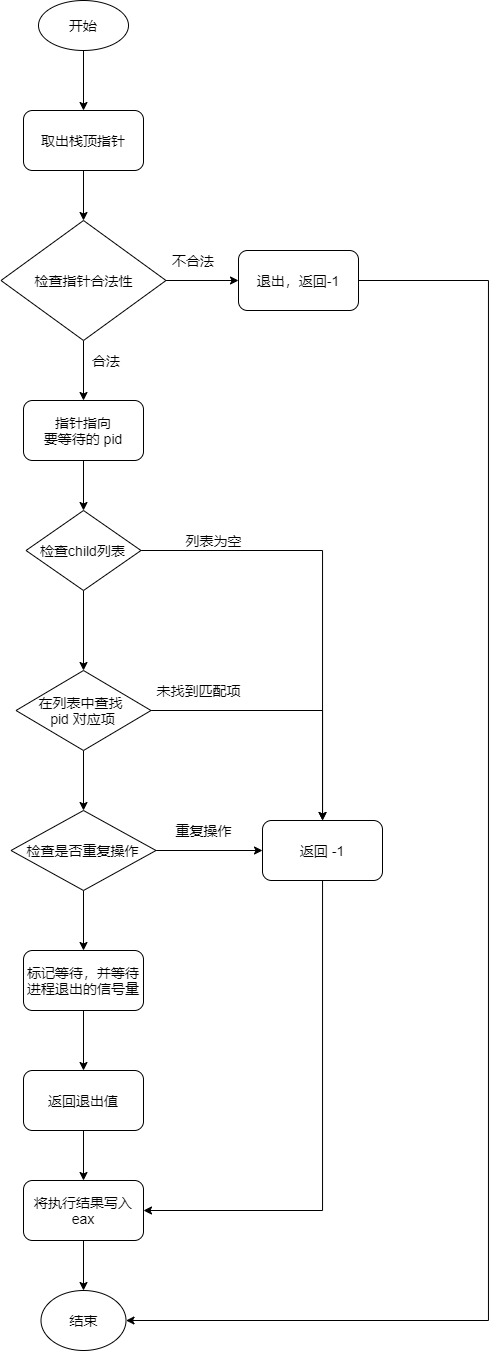 开始
取出栈顶指针
检查指针合法性
不合法
退出，返回-1
合法
指针指向
要等待的 pid
检查child列表
列表为空
在列表中查找
pid 对应项
未找到匹配项
检查是否重复操作
重复操作
返回 -1
标记等待，并等待
进程退出的信号量
返回退出值
将执行结果写入
eax
结束